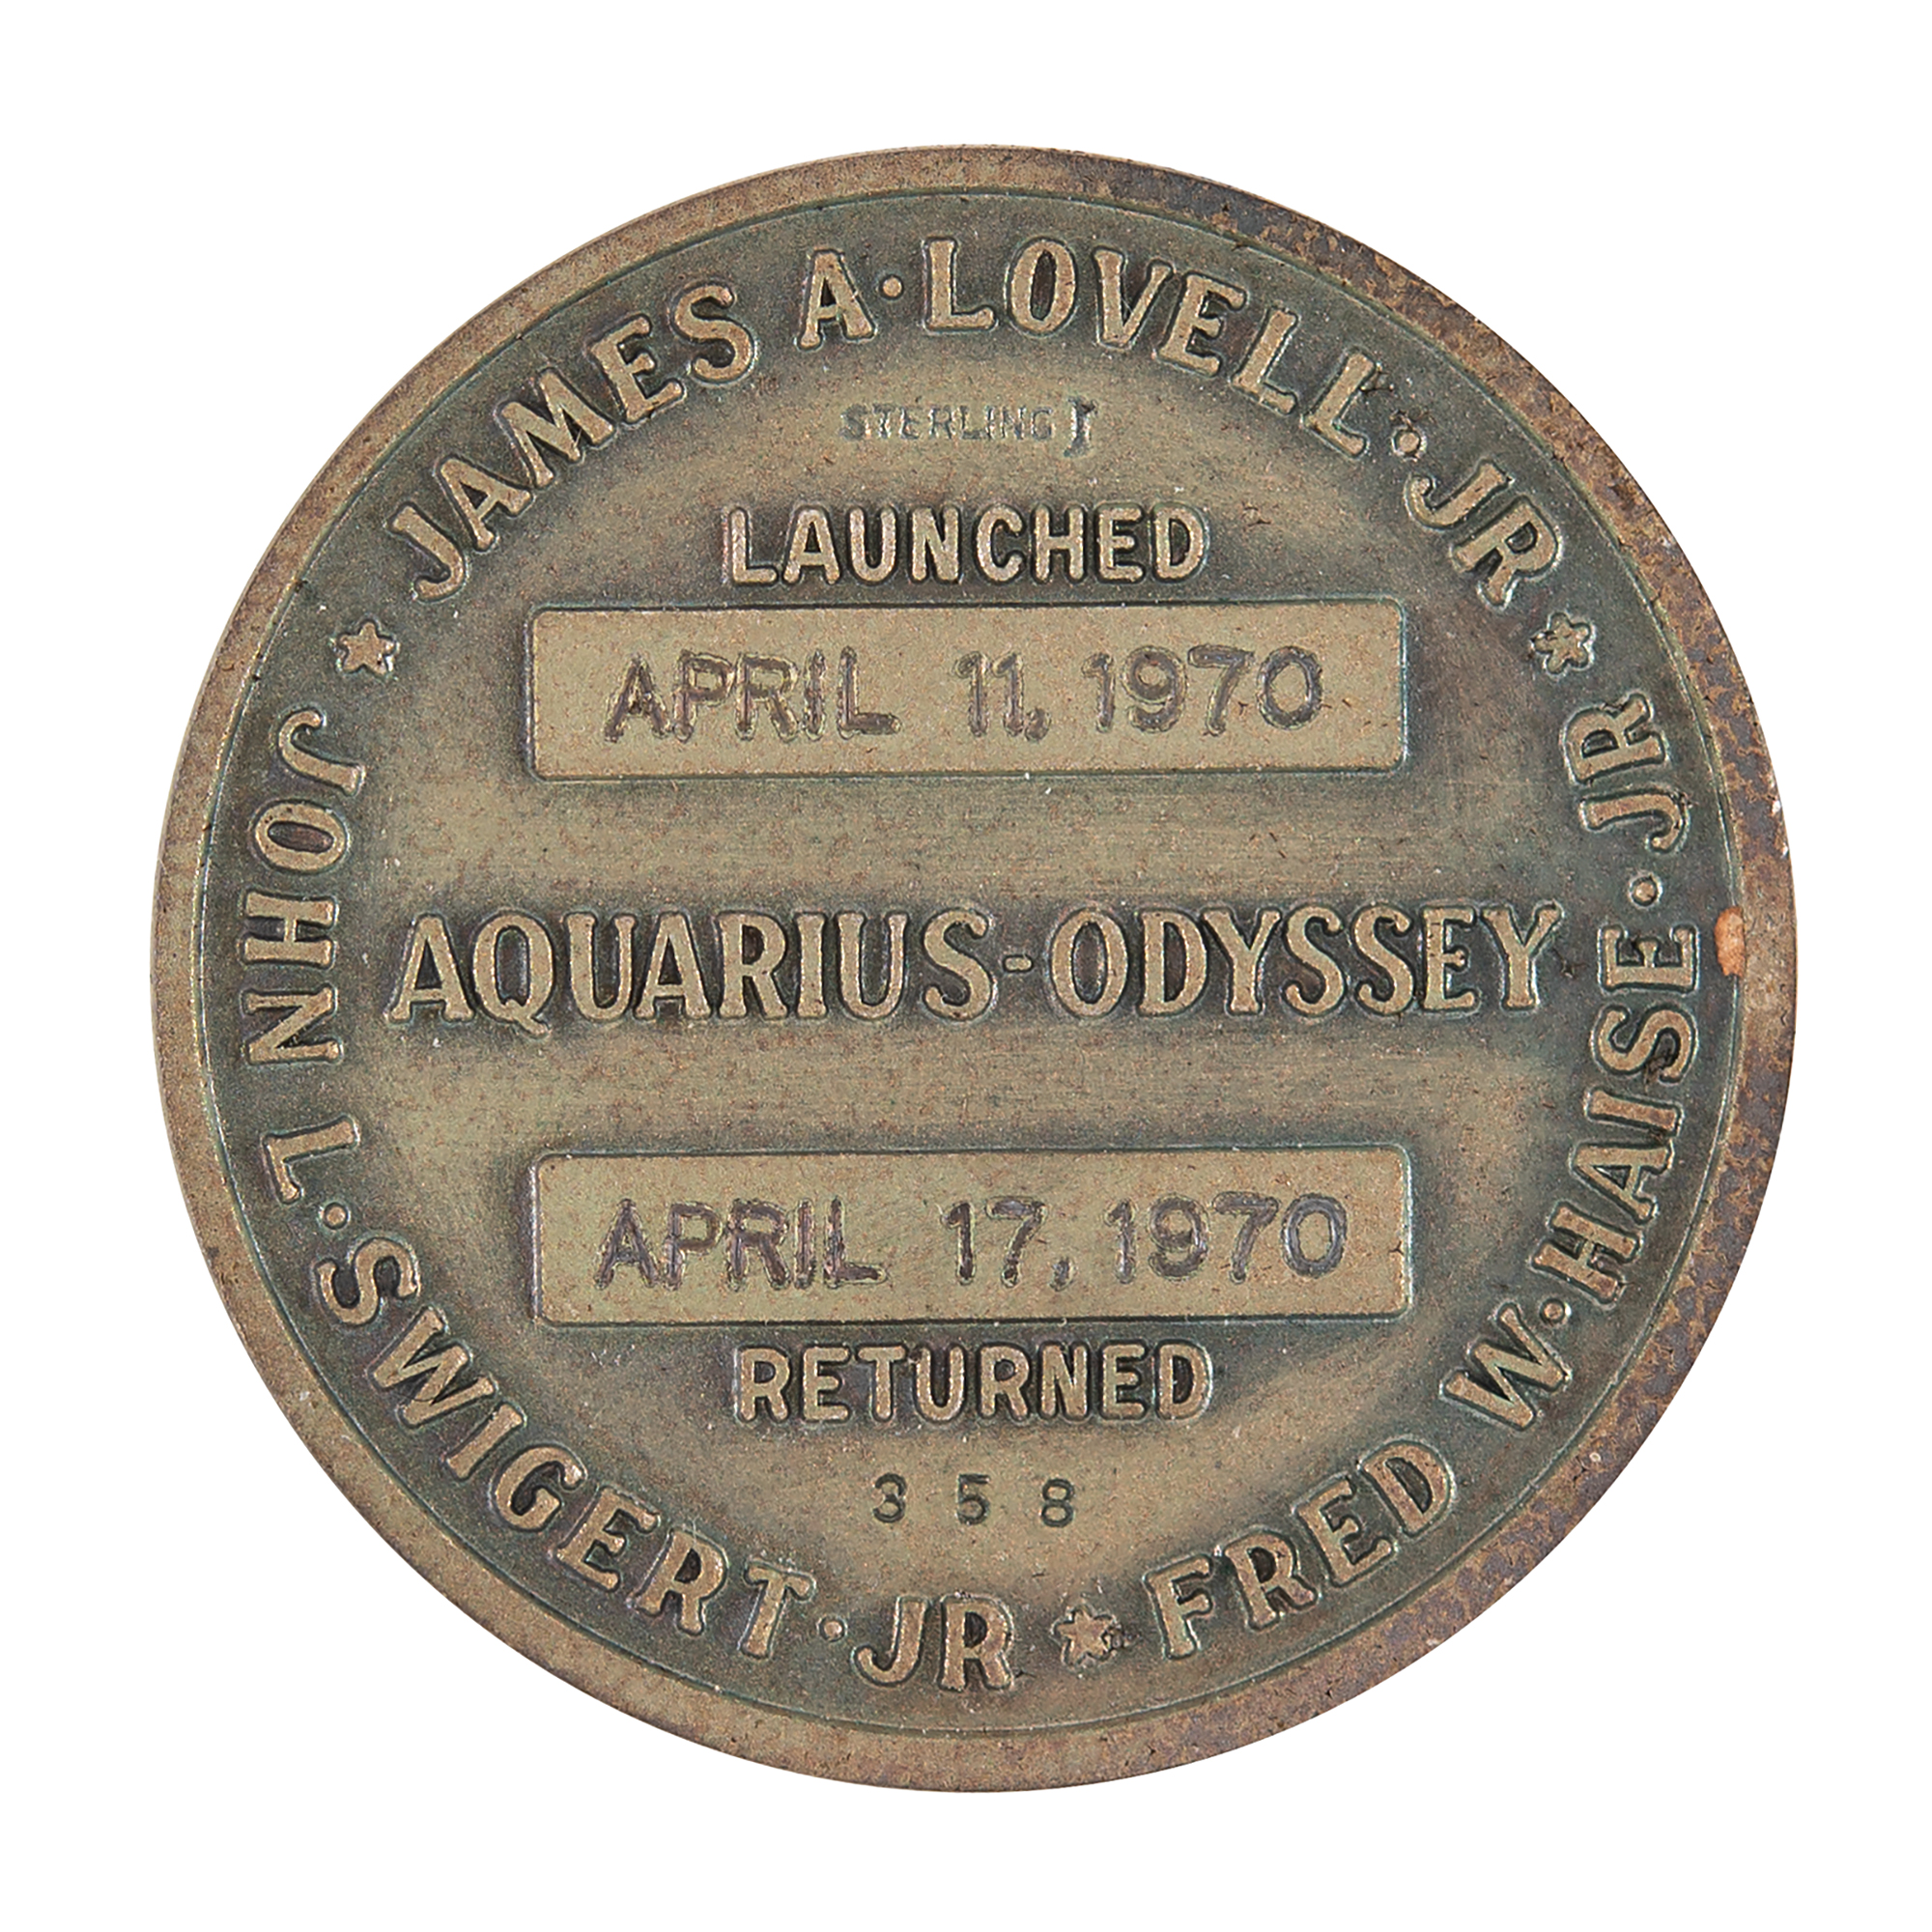 JAMES A·LOVELL·JR
STERLING
LAUNCHED
APRIL 11, 1970
AQUARIUS-ODYSSEY
APRIL 17, 1970
RETURNED
358
JOHN L·SWIGERT·JR
FRED W·HAISE·JR